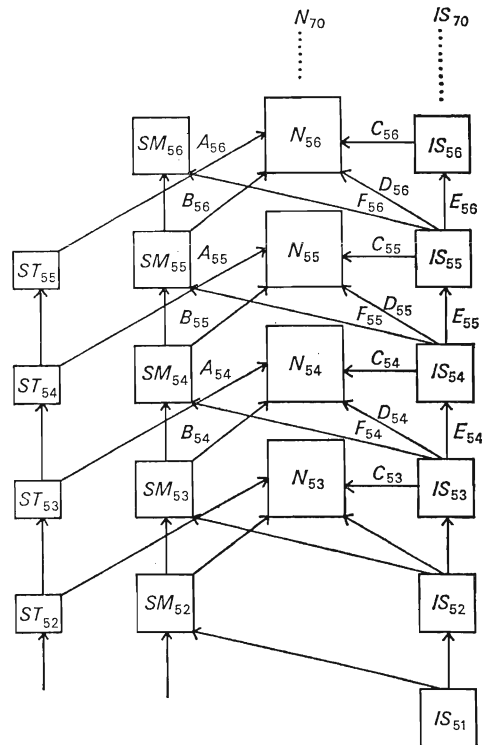 N₇₀ IS₇₀
SM₅₆ A₅₆ N₅₆ C₅₆ IS₅₆
B₅₆ F₅₆ D₅₆ E₅₆
ST₅₅ SM₅₅ A₅₅ N₅₅ C₅₅ IS₅₅
B₅₅ F₅₅ D₅₅ E₅₅
ST₅₄ SM₅₄ A₅₄ N₅₄ C₅₄ IS₅₄
B₅₄ F₅₄ D₅₄ E₅₄
ST₅₃ SM₅₃ N₅₃ C₅₃ IS₅₃
ST₅₂ SM₅₂ IS₅₂
IS₅₁